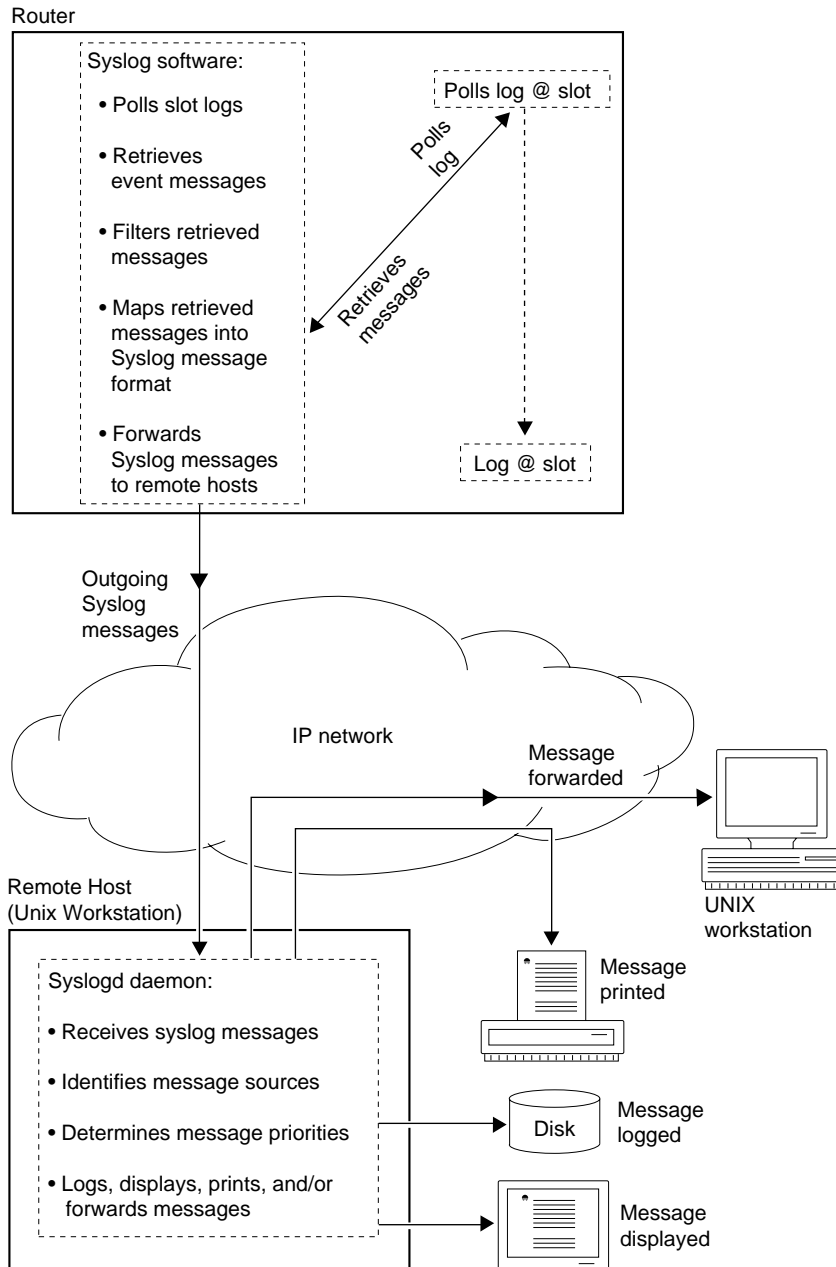 Router
Syslog software:
• Polls slot logs
• Retrieves
event messages
• Filters retrieved
messages
• Maps retrieved
messages into
Syslog message
format
• Forwards
Syslog messages
to remote hosts
Polls log @ slot
Polls
log
Retrieves
messages
Log @ slot
Outgoing
Syslog
messages
IP network
Message
forwarded
UNIX
workstation
Remote Host
(Unix Workstation)
Syslogd daemon:
• Receives syslog messages
• Identifies message sources
• Determines message priorities
• Logs, displays, prints, and/or
forwards messages
Message
printed
Disk
Message
logged
Message
displayed